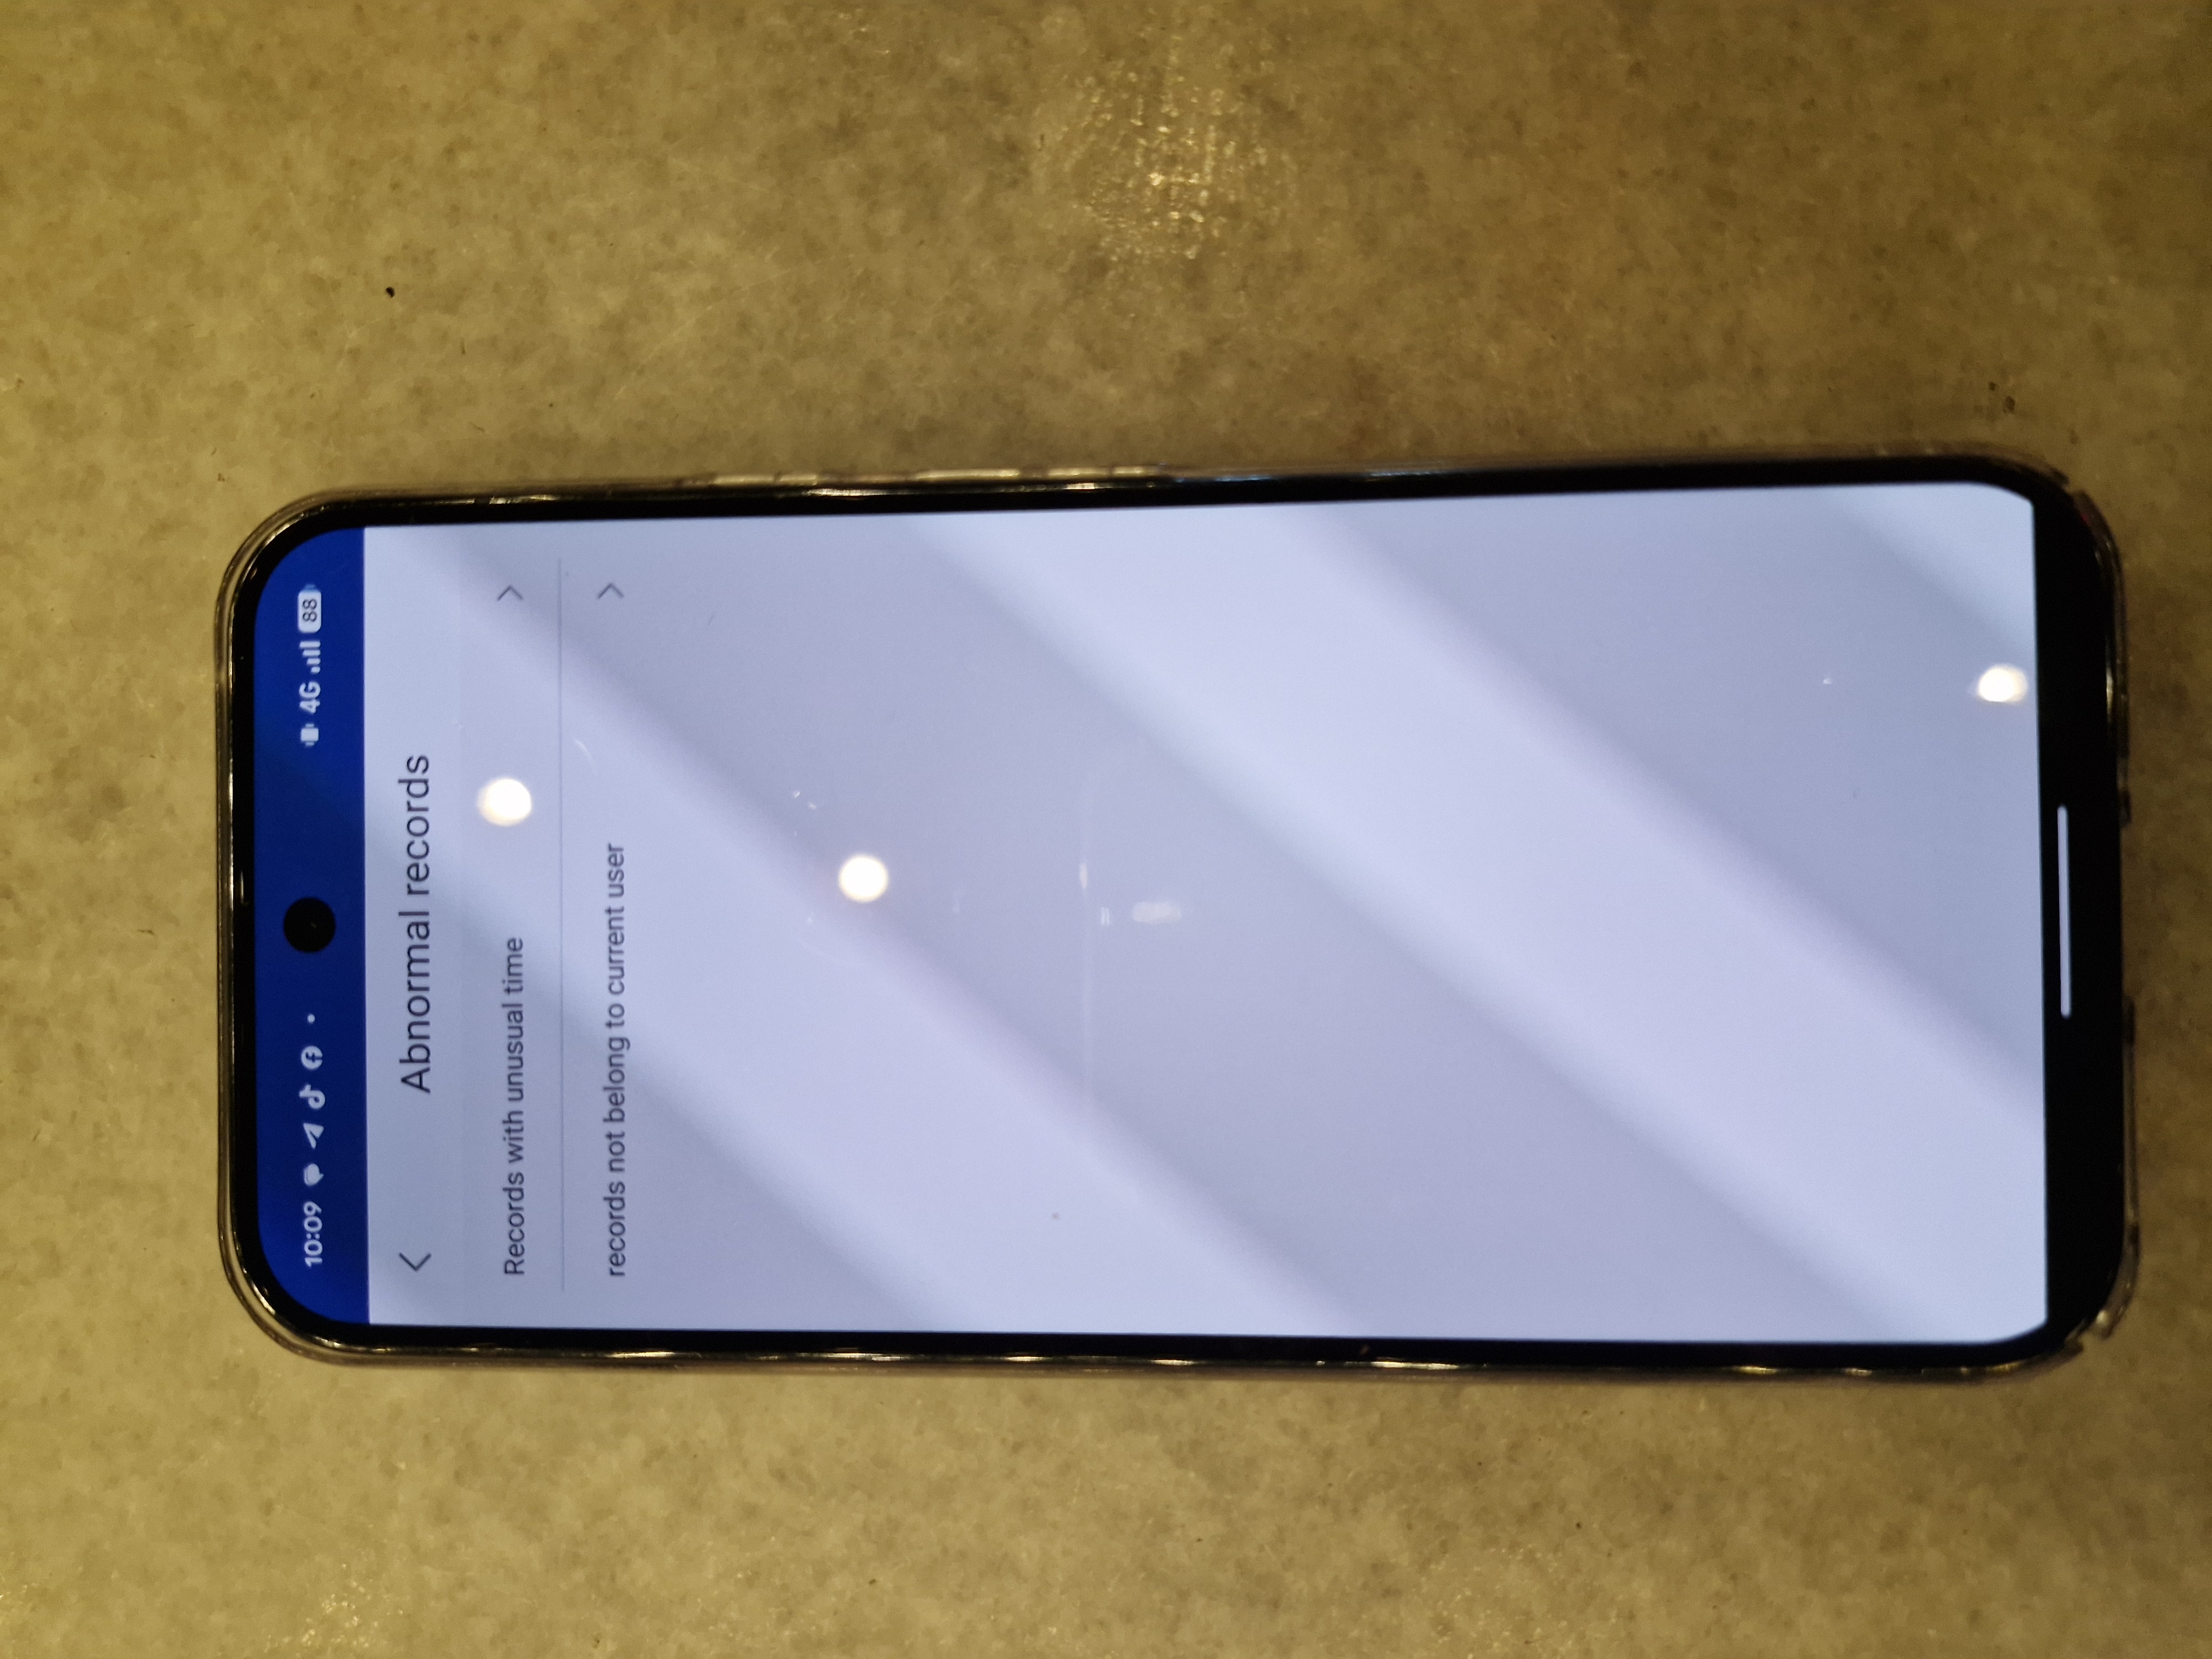 10:09 4G 88
Abnormal records
Records with unusual time
records not belong to current user